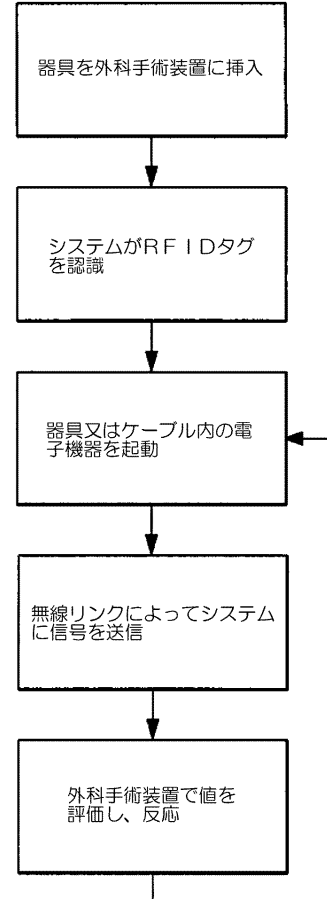 器具を外科手術装置に挿入
システムがＲＦＩＤタグ
を認識
器具又はケーブル内の電
子機器を起動
無線リンクによってシステム
に信号を送信
外科手術装置で値を
評価し、反応